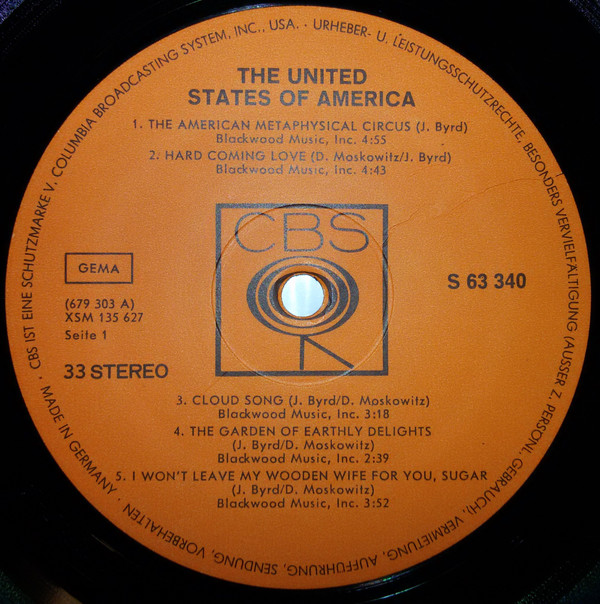 CBS IST EINE SCHUTZMARKE V. COLUMBIA BROADCASTING SYSTEM, INC., USA. · URHEBER- U. LEISTUNGSSCHUTZRECHTE, BESONDERS VERVIELFÄLTIGUNG (AUSSER Z. PERSÖNL. GEBRAUCH), VERMIETUNG, AUFFÜHRUNG, SENDUNG, VORBEHALTEN · MADE IN GERMANY ·
THE UNITED
STATES OF AMERICA
1. THE AMERICAN METAPHYSICAL CIRCUS (J. Byrd)
Blackwood Music, Inc. 4:55
2. HARD COMING LOVE (D. Moskowitz/J. Byrd)
Blackwood Music, Inc. 4:43
CBS
GEMA
(679 303 A)
XSM 135 627
Seite 1
33 STEREO
S 63 340
3. CLOUD SONG (J. Byrd/D. Moskowitz)
Blackwood Music, Inc. 3:18
4. THE GARDEN OF EARTHLY DELIGHTS
(J. Byrd/D. Moskowitz)
Blackwood Music, Inc. 2:39
5. I WON'T LEAVE MY WOODEN WIFE FOR YOU, SUGAR
(J. Byrd/D. Moskowitz)
Blackwood Music, Inc. 3:52